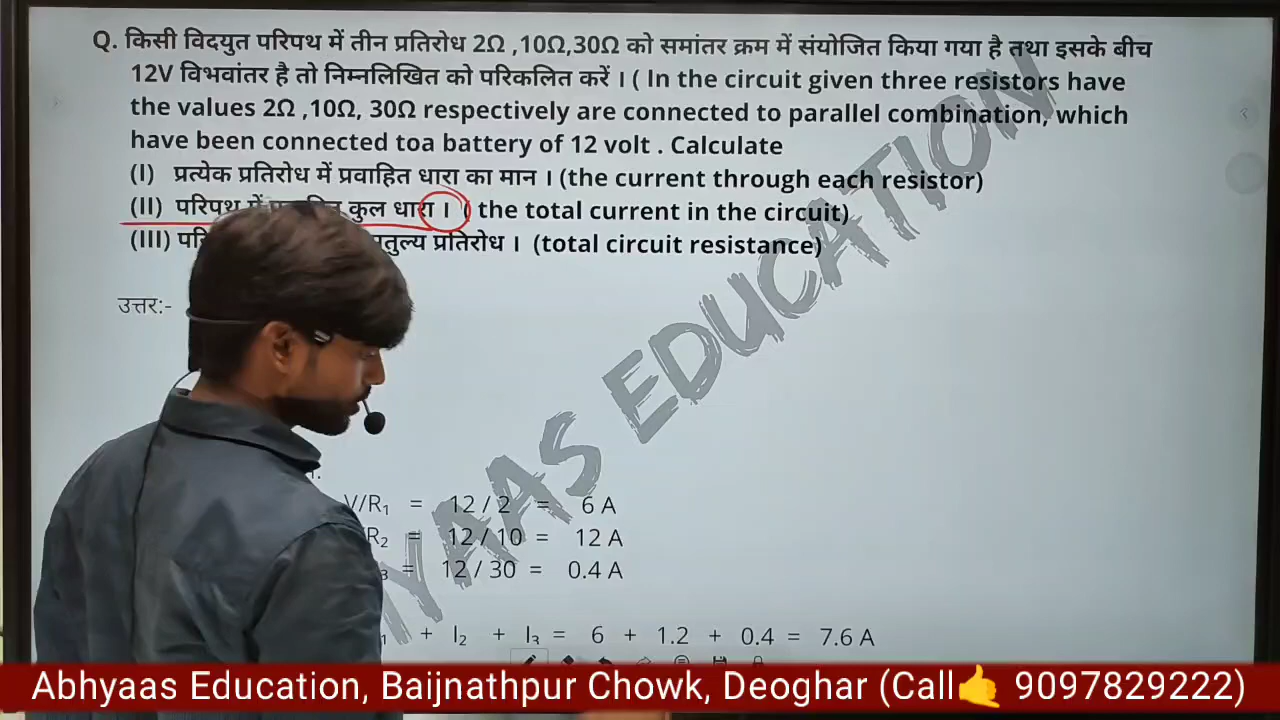 Q. किसी विदयुत परिपथ में तीन प्रतिरोध 2Ω ,10Ω,30Ω को समांतर क्रम में संयोजित किया गया है तथा इसके बीच
12V विभवांतर है तो निम्नलिखित को परिकलित करें । ( In the circuit given three resistors have
the values 2Ω ,10Ω, 30Ω respectively are connected to parallel combination, which
have been connected toa battery of 12 volt . Calculate
(I) प्रत्येक प्रतिरोध में प्रवाहित धारा का मान । (the current through each resistor)
(II) परिपथ में कुल धारा । ( the total current in the circuit)
(III) प्रतिरोध । (total circuit resistance)
उत्तर:-
V/R₁ = 12 / 2 = 6 A
R₂ = 12 / 10 = 12 A
₃ = 12 / 30 = 0.4 A
₁ + I₂ + I₃ = 6 + 1.2 + 0.4 = 7.6 A
YAAS EDUCATION
Abhyaas Education, Baijnathpur Chowk, Deoghar (Call🤙 9097829222)